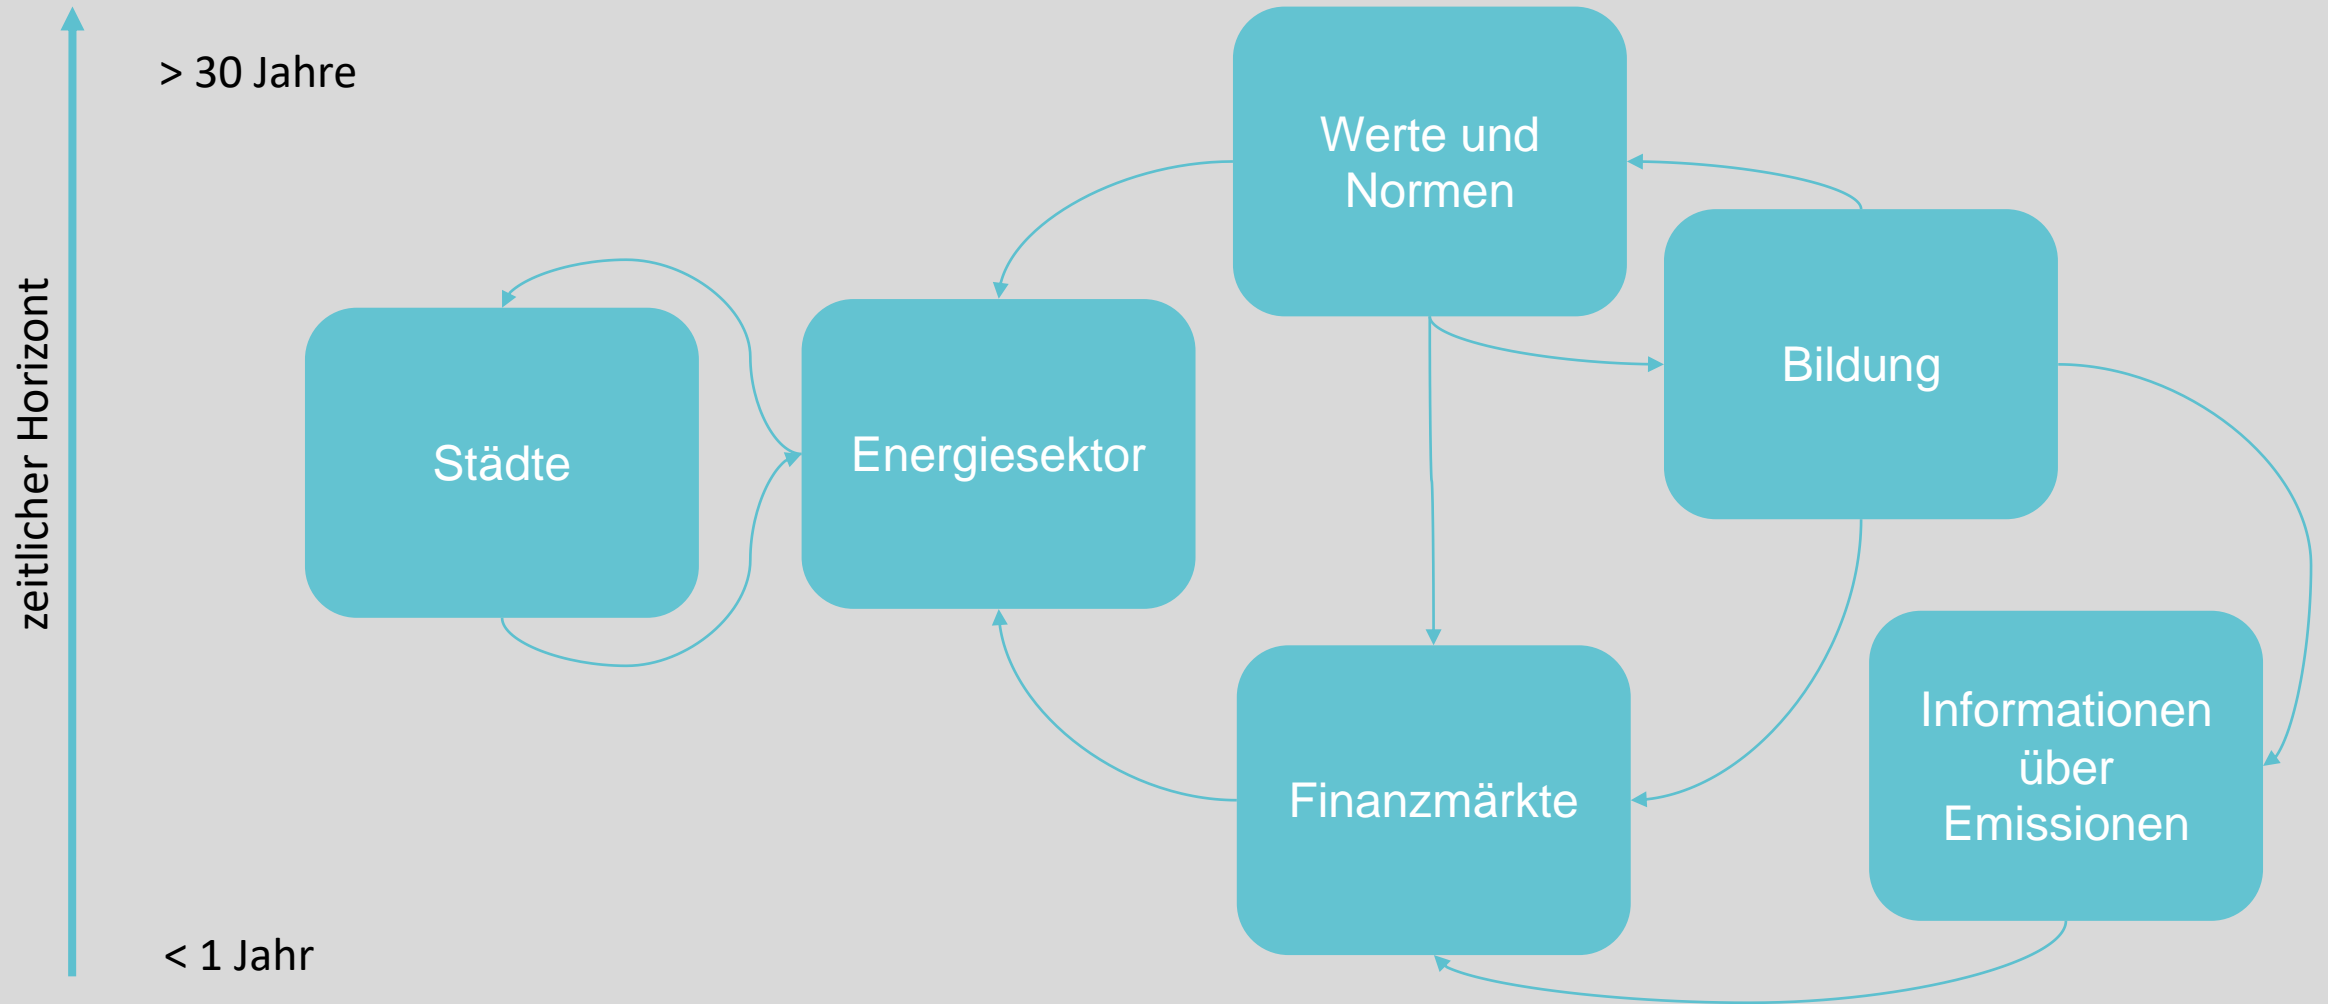 > 30 Jahre
zeitlicher Horizont
< 1 Jahr
Städte
Energiesektor
Werte und
Normen
Bildung
Finanzmärkte
Informationen
über
Emissionen